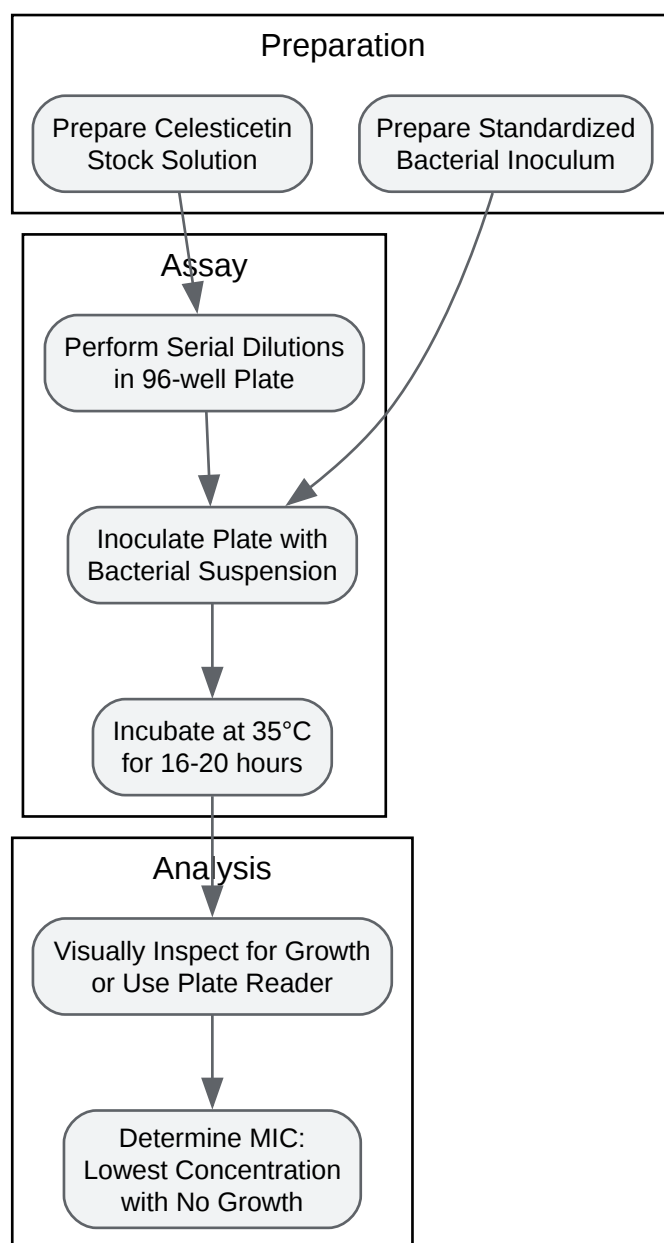 Preparation
Prepare Celesticetin
Stock Solution
Prepare Standardized
Bacterial Inoculum
Assay
Perform Serial Dilutions
in 96-well Plate
Inoculate Plate with
Bacterial Suspension
Incubate at 35°C
for 16-20 hours
Analysis
Visually Inspect for Growth
or Use Plate Reader
Determine MIC:
Lowest Concentration
with No Growth